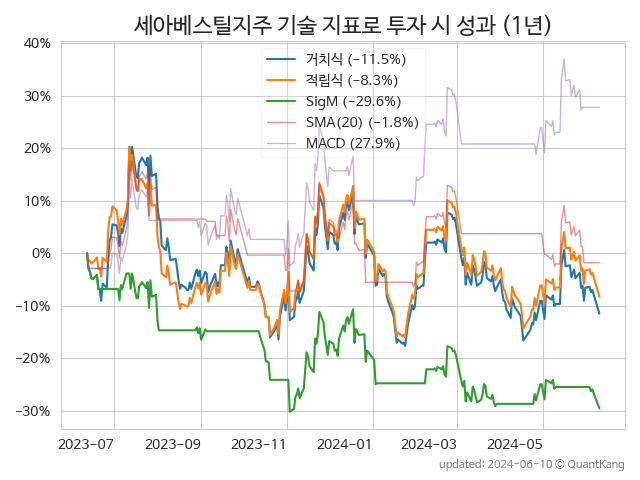 세아베스틸지주 기술 지표로 투자 시 성과 (1년)
거치식 (−11.5%)
적립식 (−8.3%)
SigM (−29.6%)
SMA(20) (−1.8%)
MACD (27.9%)
40%
30%
20%
10%
0%
−10%
−20%
−30%
2023-07 2023-09 2023-11 2024-01 2024-03 2024-05
updated: 2024-06-10 © QuantKang